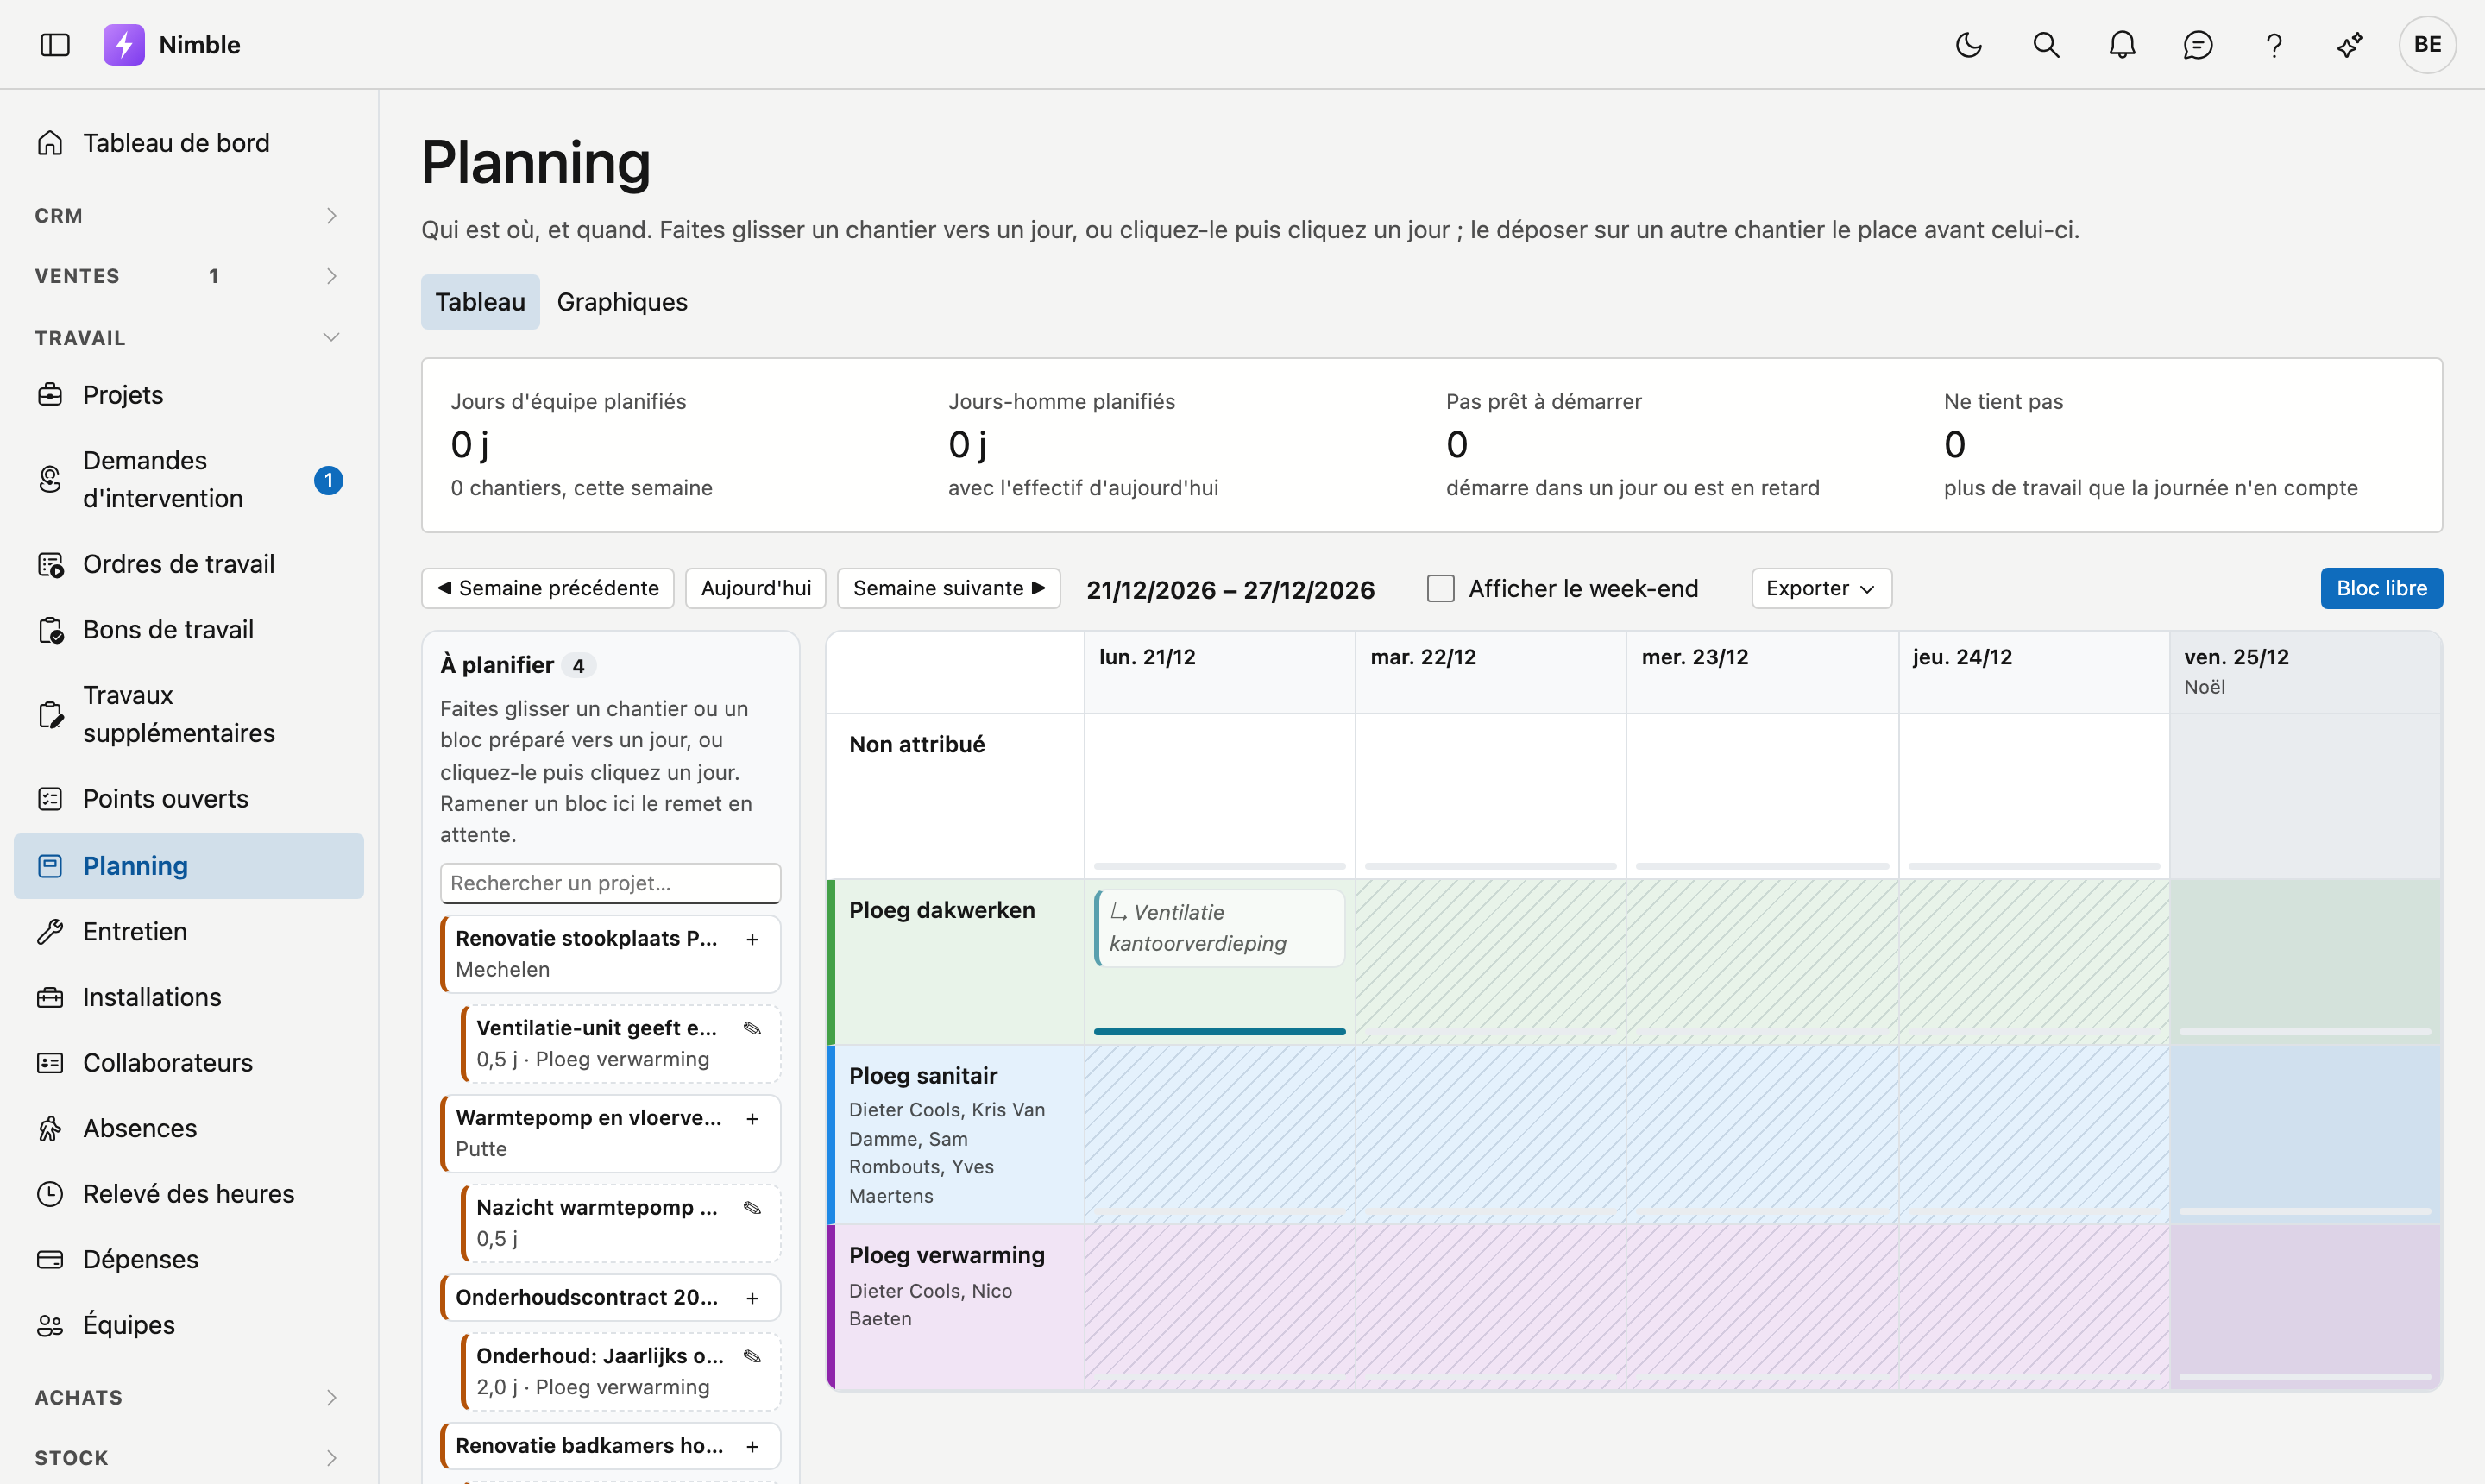 Nimble
BE
Tableau de bord
CRM
VENTES 1
TRAVAIL
Projets
Demandes
d'intervention
1
Ordres de travail
Bons de travail
Travaux
supplémentaires
Points ouverts
Planning
Entretien
Installations
Collaborateurs
Absences
Relevé des heures
Dépenses
Équipes
ACHATS
STOCK
Planning
Qui est où, et quand. Faites glisser un chantier vers un jour, ou cliquez-le puis cliquez un jour ; le déposer sur un autre chantier le place avant celui-ci.
Tableau Graphiques
Jours d'équipe planifiés
0 j
0 chantiers, cette semaine
Jours-homme planifiés
0 j
avec l'effectif d'aujourd'hui
Pas prêt à démarrer
0
démarre dans un jour ou est en retard
Ne tient pas
0
plus de travail que la journée n'en compte
Semaine précédente
Aujourd'hui
Semaine suivante
21/12/2026 – 27/12/2026
Afficher le week-end
Exporter
Bloc libre
À planifier 4
Faites glisser un chantier ou un
bloc préparé vers un jour, ou
cliquez-le puis cliquez un jour.
Ramener un bloc ici le remet en
attente.
Rechercher un projet...
Renovatie stookplaats P... +
Mechelen
Ventilatie-unit geeft e...
0,5 j · Ploeg verwarming
Warmtepomp en vloerve... +
Putte
Nazicht warmtepomp ...
0,5 j
Onderhoudscontract 20... +
Onderhoud: Jaarlijks o...
2,0 j · Ploeg verwarming
Renovatie badkamers ho... +
lun. 21/12
mar. 22/12
mer. 23/12
jeu. 24/12
ven. 25/12
Noël
Non attribué
Ploeg dakwerken
Ventilatie
kantoorverdieping
Ploeg sanitair
Dieter Cools, Kris Van
Damme, Sam
Rombouts, Yves
Maertens
Ploeg verwarming
Dieter Cools, Nico
Baeten